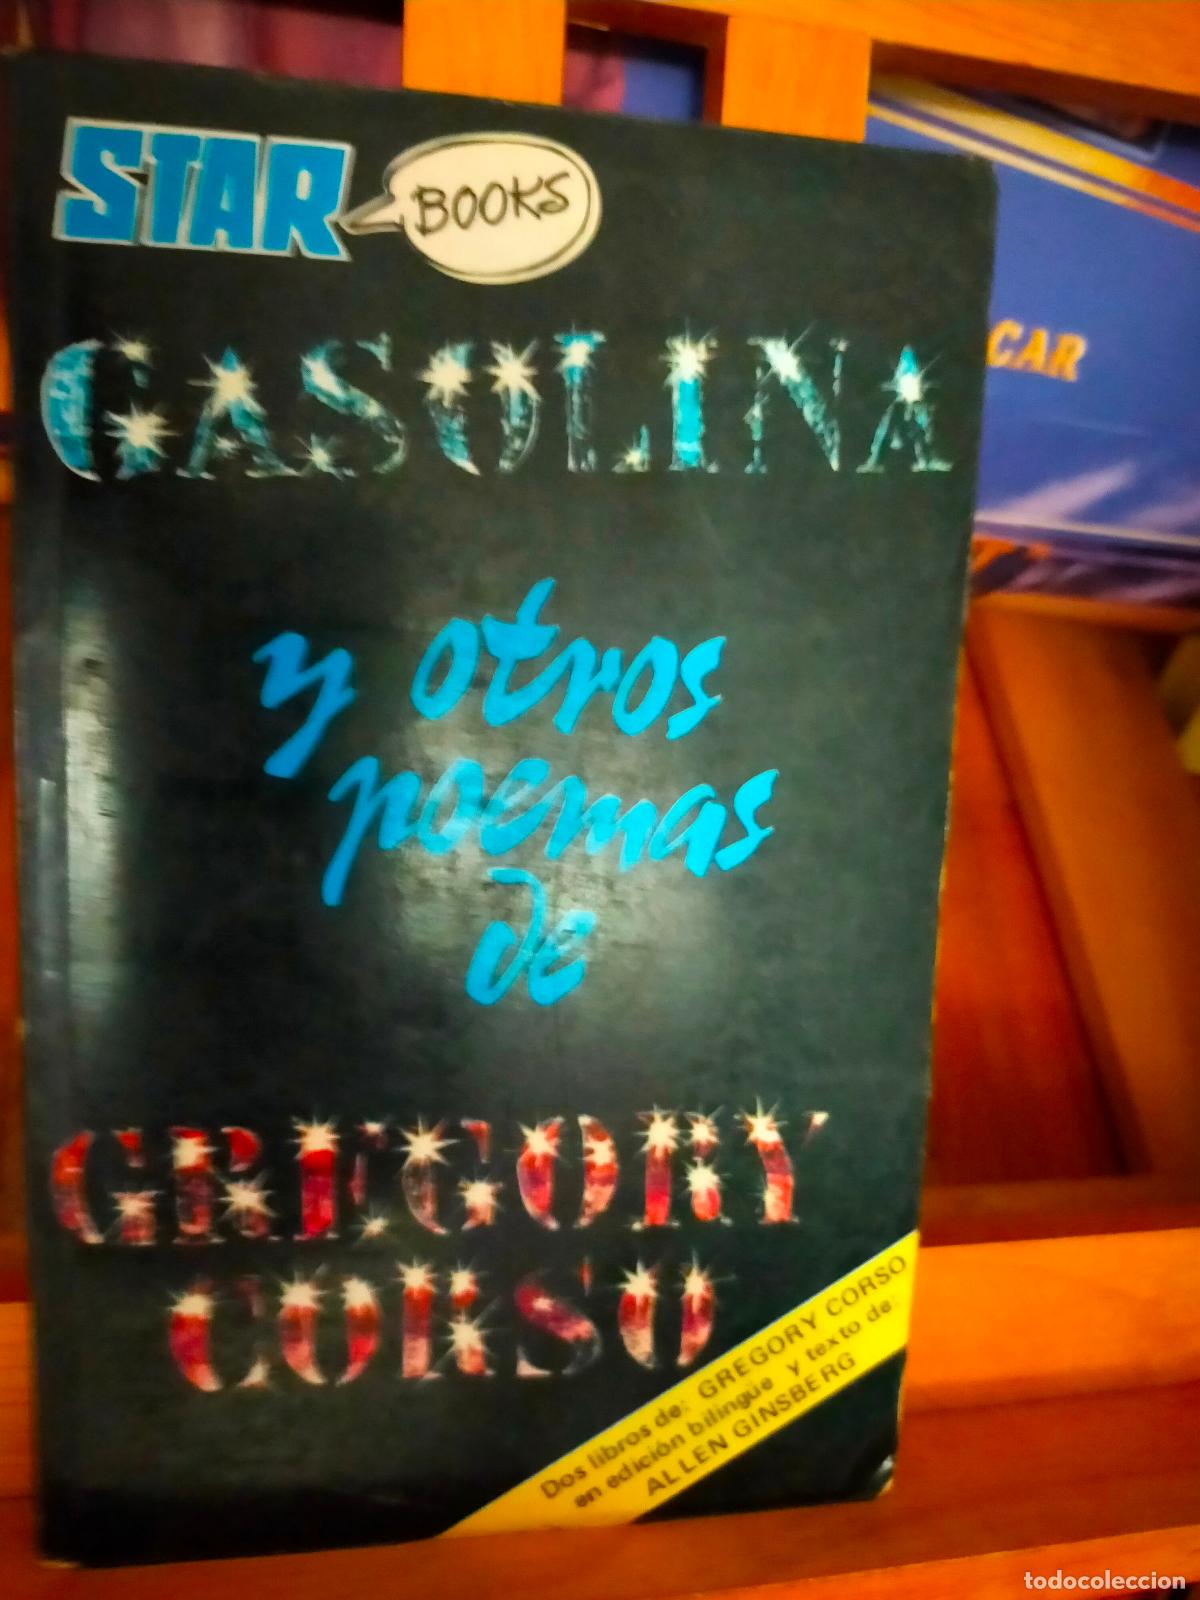 STAR BOOKS
GASOLINA
y otros
poemas
de
GREGORY
CORSO
Dos libros de: GREGORY CORSO
en edición bilingüe y texto de:
ALLEN GINSBERG
CAR
todocoleccion